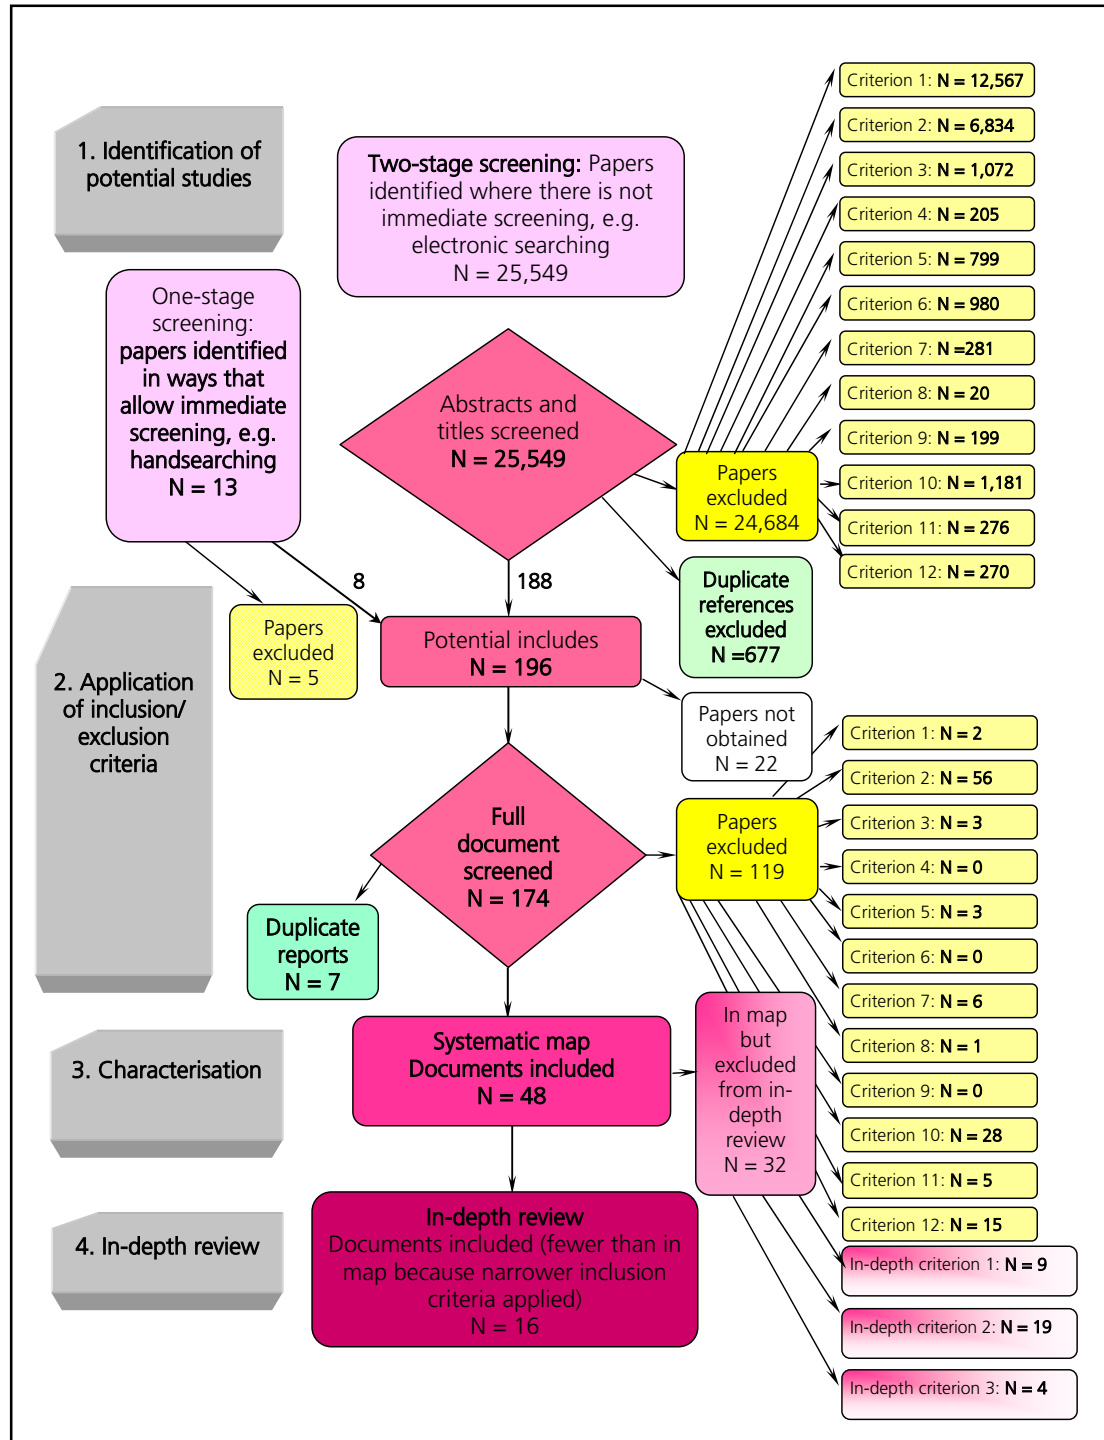 1. Identification of
potential studies
Two-stage screening: Papers
identified where there is not
immediate screening, e.g.
electronic searching
N = 25,549
One-stage
screening:
papers identified
in ways that
allow immediate
screening, e.g.
handsearching
N = 13
Abstracts and
titles screened
N = 25,549
Papers
excluded
N = 24,684
Criterion 1: N = 12,567
Criterion 2: N = 6,834
Criterion 3: N = 1,072
Criterion 4: N = 205
Criterion 5: N = 799
Criterion 6: N = 980
Criterion 7: N =281
Criterion 8: N = 20
Criterion 9: N = 199
Criterion 10: N = 1,181
Criterion 11: N = 276
Criterion 12: N = 270
8
188
Duplicate
references
excluded
N =677
Papers
excluded
N = 5
Potential includes
N = 196
2. Application
of inclusion/
exclusion
criteria
Papers not
obtained
N = 22
Full
document
screened
N = 174
Papers
excluded
N = 119
Criterion 1: N = 2
Criterion 2: N = 56
Criterion 3: N = 3
Criterion 4: N = 0
Criterion 5: N = 3
Criterion 6: N = 0
Criterion 7: N = 6
Criterion 8: N = 1
Criterion 9: N = 0
Criterion 10: N = 28
Criterion 11: N = 5
Criterion 12: N = 15
Duplicate
reports
N = 7
3. Characterisation
Systematic map
Documents included
N = 48
In map
but
excluded
from in-
depth
review
N = 32
In-depth criterion 1: N = 9
In-depth criterion 2: N = 19
In-depth criterion 3: N = 4
4. In-depth review
In-depth review
Documents included (fewer than in
map because narrower inclusion
criteria applied)
N = 16